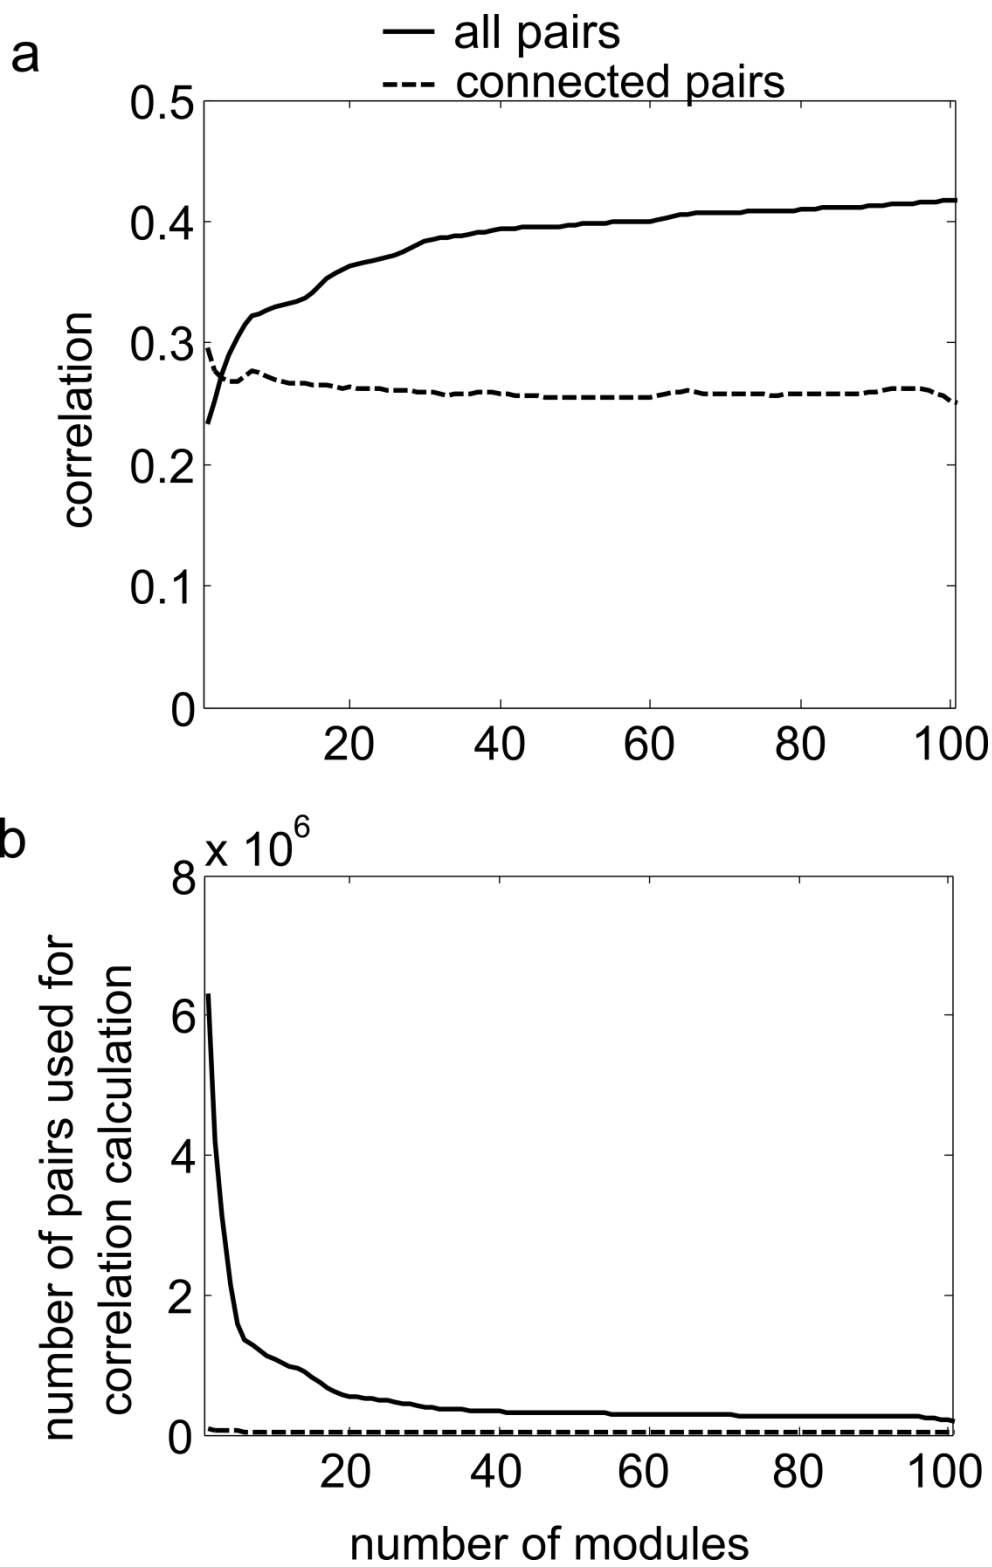 a
all pairs
connected pairs
0.5
0.4
0.3
0.2
0.1
0
correlation
20 40 60 80 100
b
x 10^6
8
6
4
2
0
number of pairs used for
correlation calculation
20 40 60 80 100
number of modules